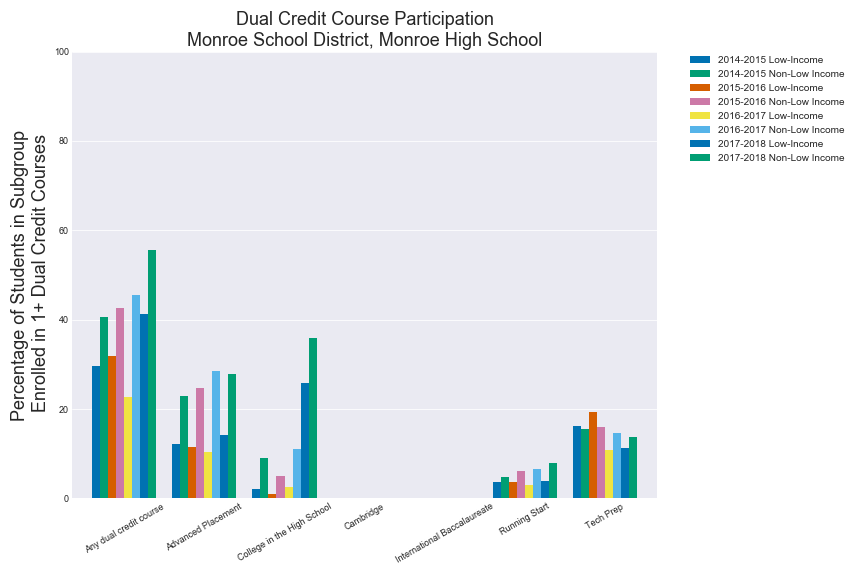 Dual Credit Course Participation
Monroe School District, Monroe High School
Percentage of Students in Subgroup
Enrolled in 1+ Dual Credit Courses
100
80
60
40
20
0
Any dual credit course
Advanced Placement
College in the High School
Cambridge
International Baccalaureate
Running Start
Tech Prep
2014-2015 Low-Income
2014-2015 Non-Low Income
2015-2016 Low-Income
2015-2016 Non-Low Income
2016-2017 Low-Income
2016-2017 Non-Low Income
2017-2018 Low-Income
2017-2018 Non-Low Income